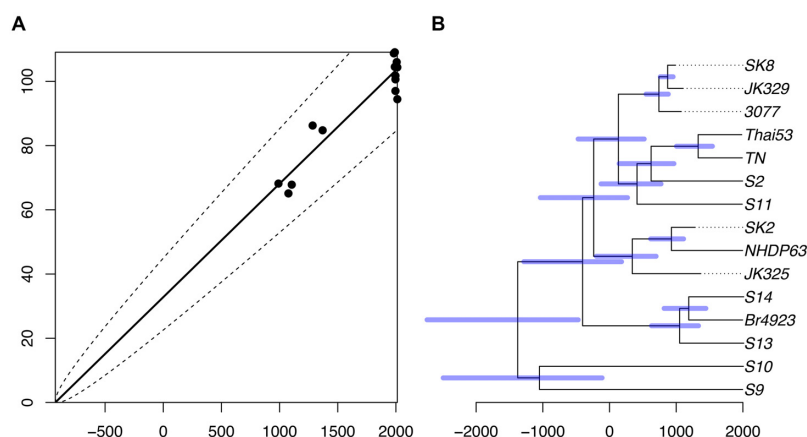 A
B
100
80
60
40
20
0
−500
0
500
1000
1500
2000
SK8
JK329
3077
Thai53
TN
S2
S11
SK2
NHDP63
JK325
S14
Br4923
S13
S10
S9
−2000
−1000
0
1000
2000